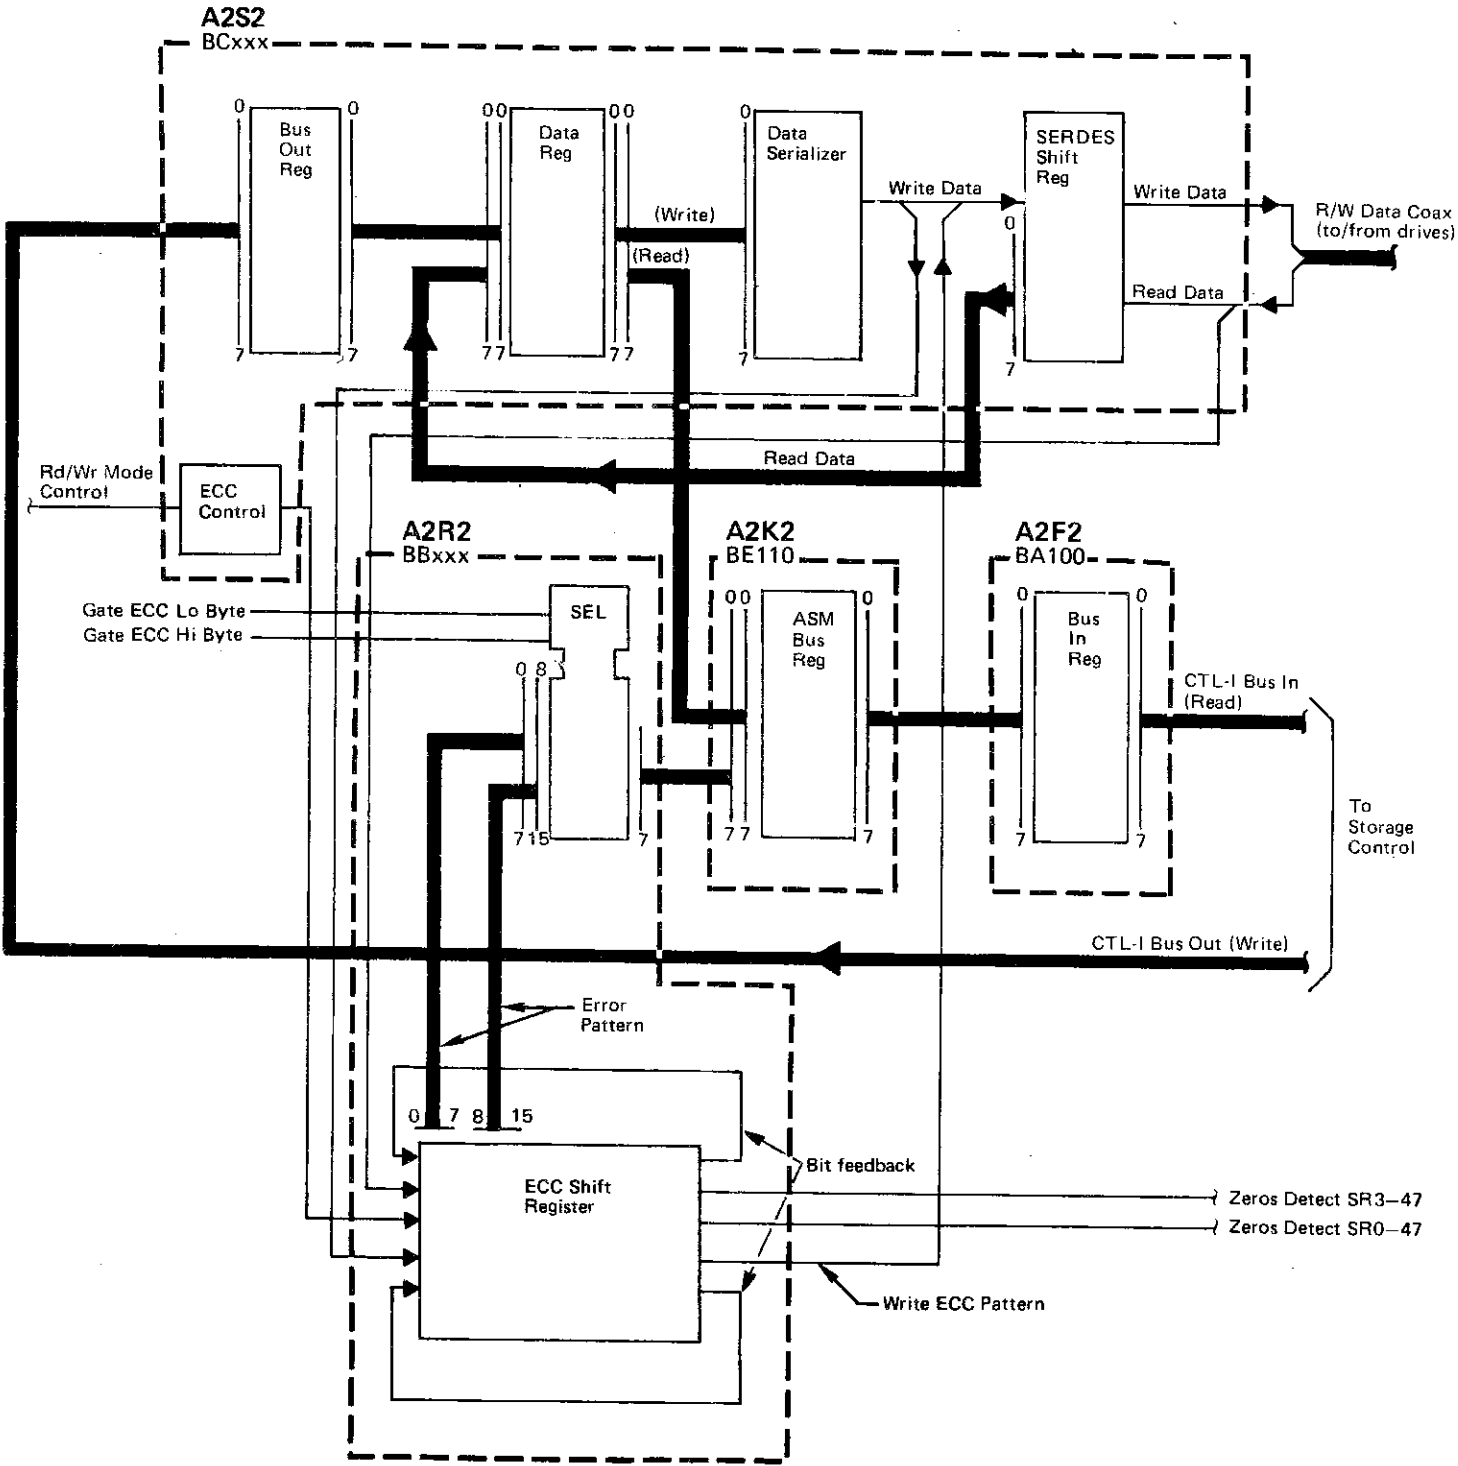 A2S2
BCxxx
0 0 00 00 0
Bus
Out
Reg
Data
Reg
Data
Serializer
SERDES
Shift
Reg
Write Data
Write Data
R/W Data Coax
(to/from drives)
(Write)
(Read)
0
Read Data
7 7 77 77 7
7
Read Data
Rd/Wr Mode
Control
ECC
Control
A2R2
BBxxx
A2K2
BE110
A2F2
BA100
Gate ECC Lo Byte
Gate ECC Hi Byte
SEL
0 8
00 0
ASM
Bus
Reg
0 0
Bus
In
Reg
CTL-I Bus In
(Read)
7 15 7
77 7
7 7
To
Storage
Control
CTL-I Bus Out (Write)
Error
Pattern
0 7 8 15
ECC Shift
Register
Bit feedback
Zeros Detect SR3–47
Zeros Detect SR0–47
Write ECC Pattern